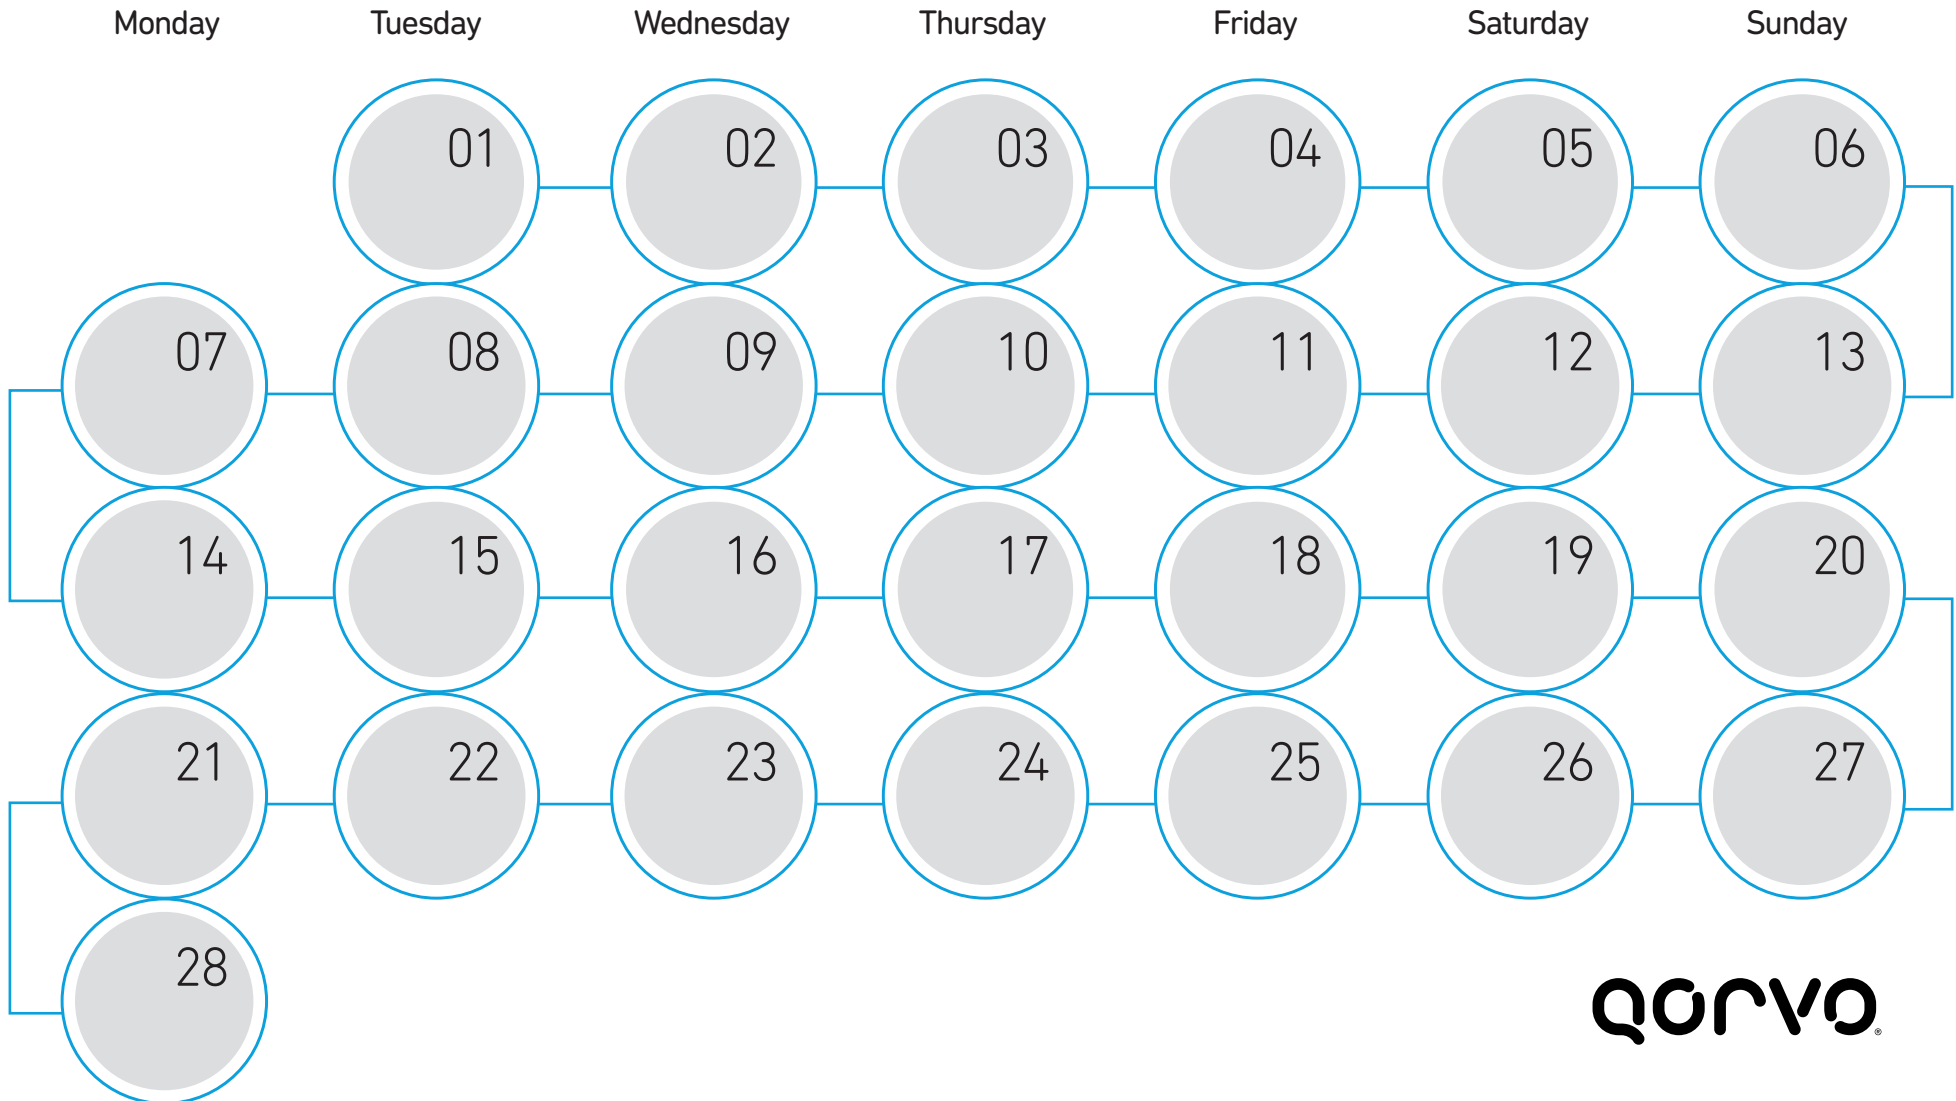 Monday Tuesday Wednesday Thursday Friday Saturday Sunday
01 02 03 04 05 06
07 08 09 10 11 12 13
14 15 16 17 18 19 20
21 22 23 24 25 26 27
28
QORVO®